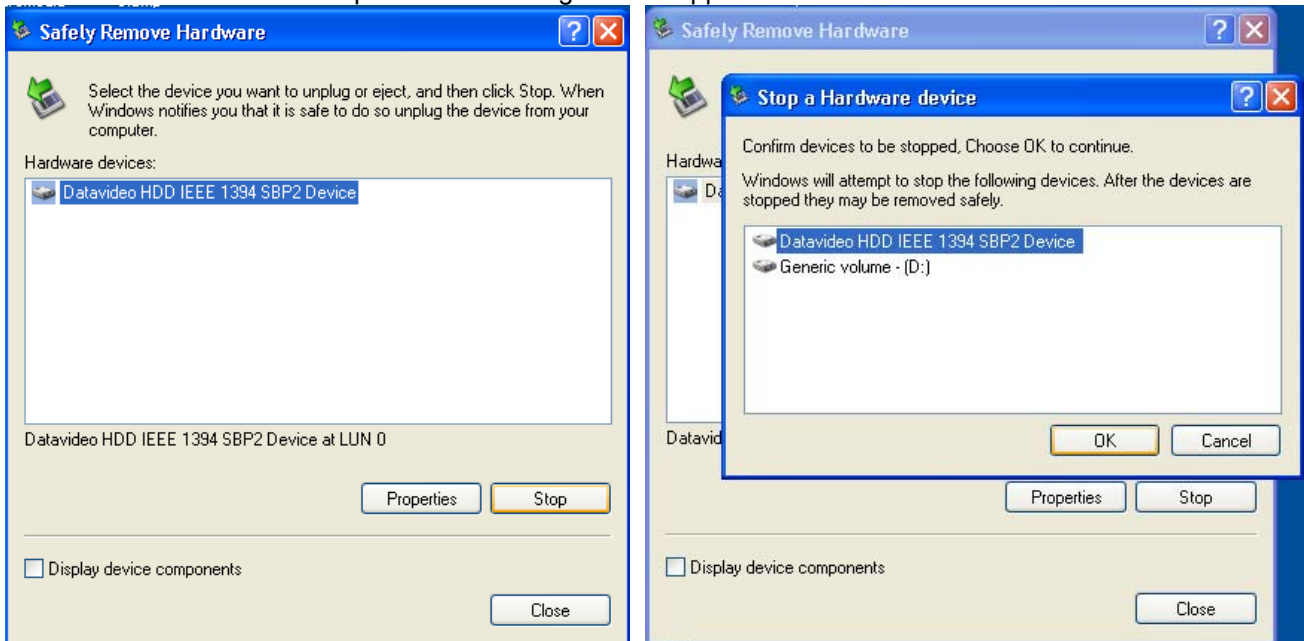 Safely Remove Hardware
Select the device you want to unplug or eject, and then click Stop. When
Windows notifies you that it is safe to do so unplug the device from your
computer.
Hardware devices:
Datavideo HDD IEEE 1394 SBP2 Device
Datavideo HDD IEEE 1394 SBP2 Device at LUN 0
Properties
Stop
Display device components
Close
Safely Remove Hardware
Stop a Hardware device
Confirm devices to be stopped, Choose OK to continue.
Windows will attempt to stop the following devices. After the devices are
stopped they may be removed safely.
Datavideo HDD IEEE 1394 SBP2 Device
Generic volume - (D:)
OK
Cancel
Hardwa
Da
Datavid
Properties
Stop
Display device components
Close